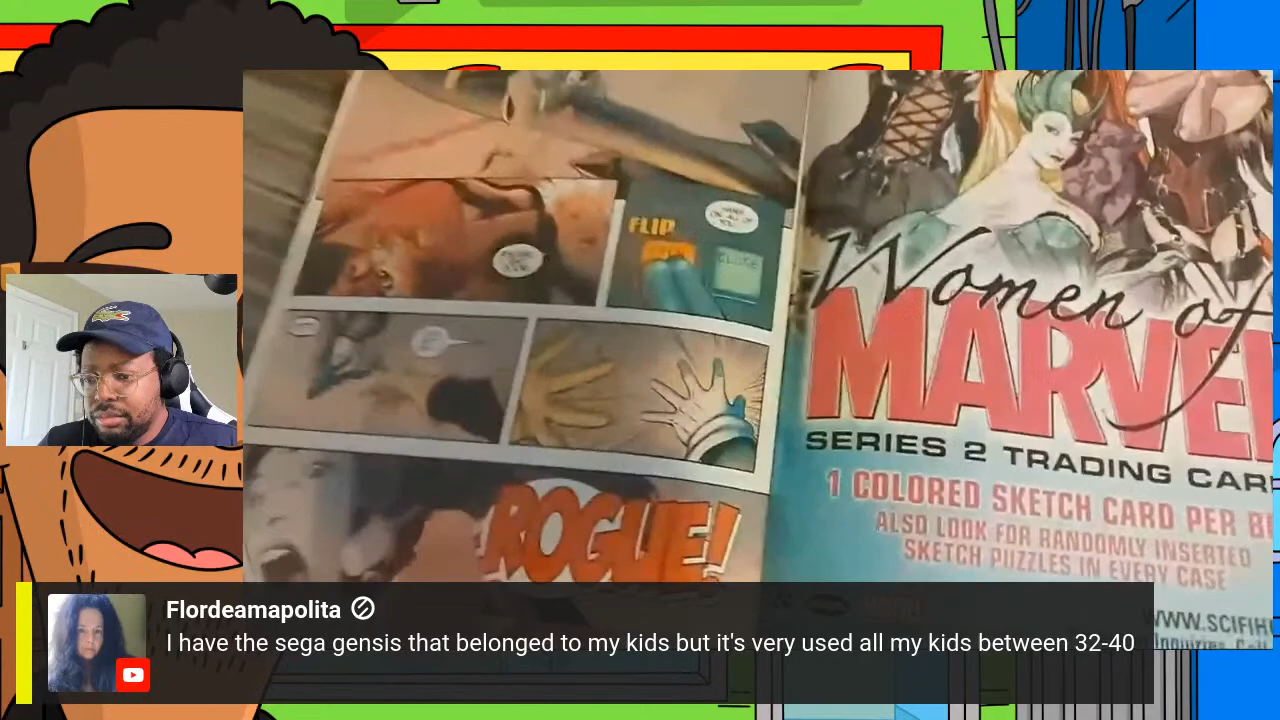 FLIP
CLOSE
ROGUE!
Women of
MARVEL
SERIES 2 TRADING CAR
1 COLORED SKETCH CARD PER B
ALSO LOOK FOR RANDOMLY INSERTED
SKETCH PUZZLES IN EVERY CASE
WWW.SCIFIH
Flordeamapolita
I have the sega gensis that belonged to my kids but it's very used all my kids between 32-40